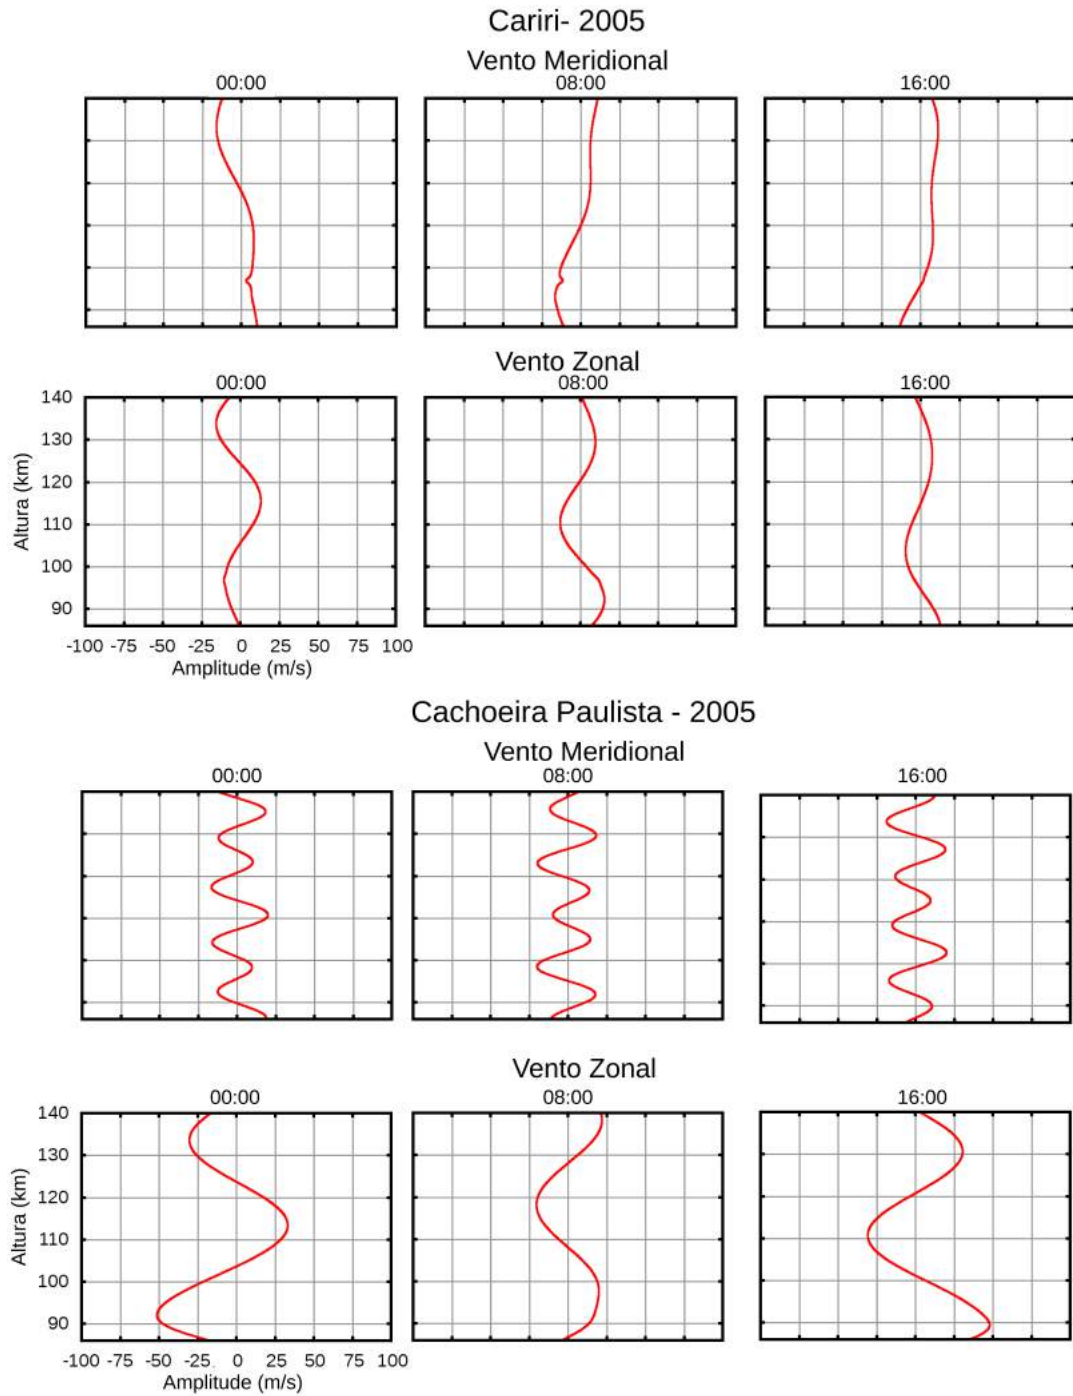 Cariri- 2005
Vento Meridional
00:00 08:00 16:00
Vento Zonal
00:00 08:00 16:00
140
130
120
110
100
90
Altura (km)
-100 -75 -50 -25 0 25 50 75 100
Amplitude (m/s)
Cachoeira Paulista - 2005
Vento Meridional
00:00 08:00 16:00
Vento Zonal
00:00 08:00 16:00
140
130
120
110
100
90
Altura (km)
-100 -75 -50 -25 0 25 50 75 100
Amplitude (m/s)